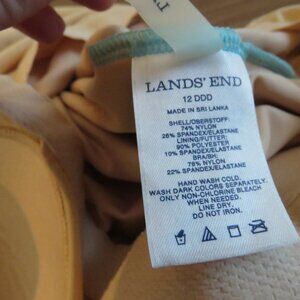 LANDS' END
12 DDD
MADE IN SRI LANKA
SHELL/OBERSTOFF:
74% NYLON
26% SPANDEX/ELASTANE
LINING/FUTTER:
90% POLYESTER
10% SPANDEX/ELASTANE
BRA/BH:
78% NYLON
22% SPANDEX/ELASTANE
HAND WASH COLD.
WASH DARK COLORS SEPARATELY.
ONLY NON-CHLORINE BLEACH
WHEN NEEDED.
LINE DRY.
DO NOT IRON.